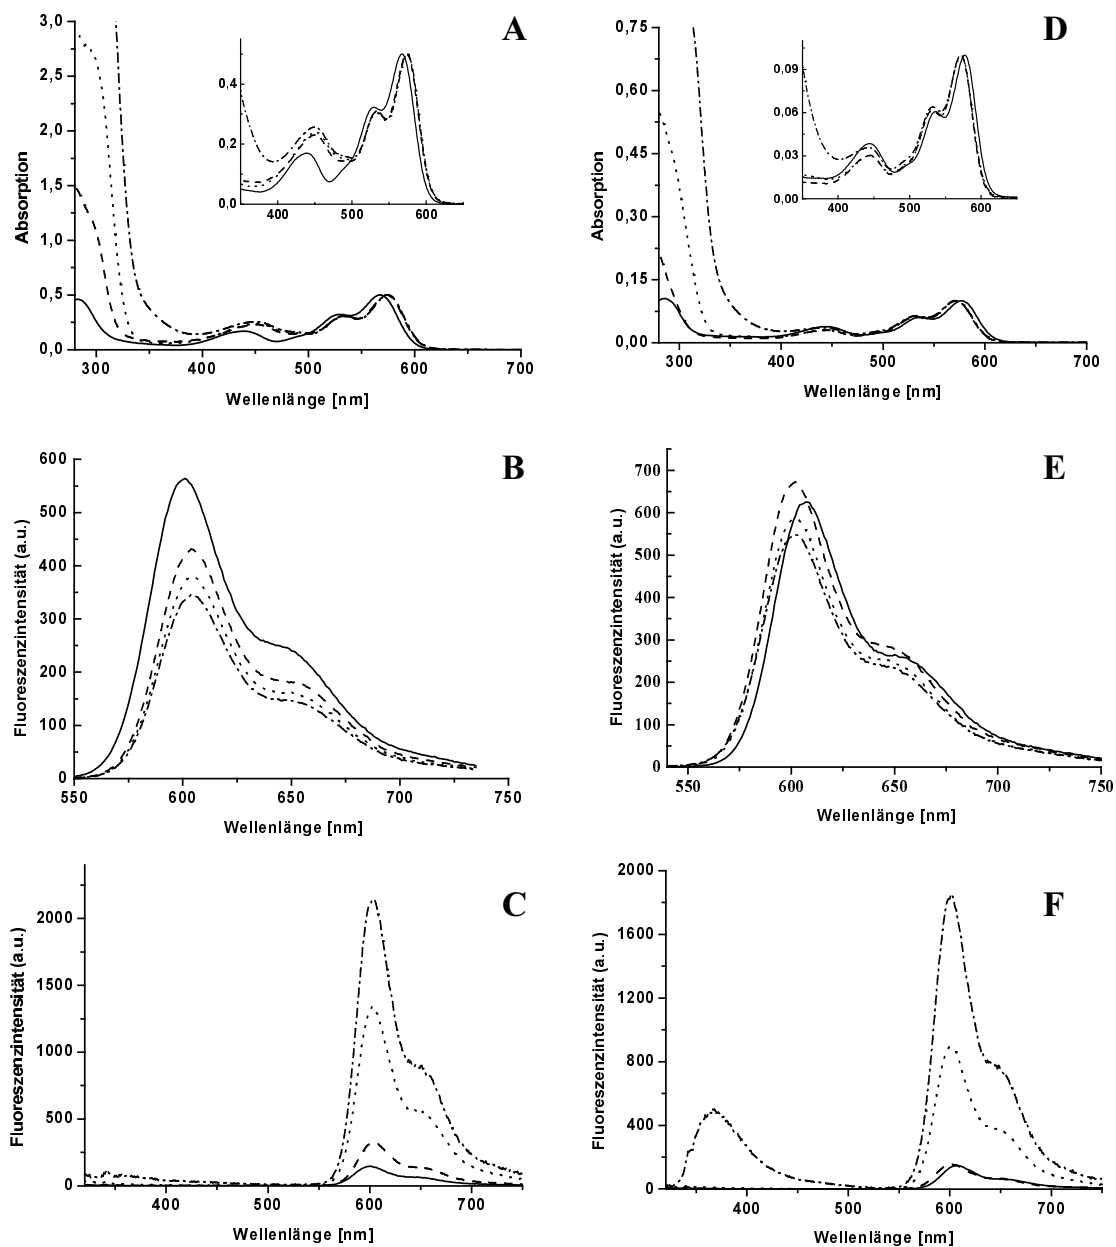 A
3,0
2,5
2,0
1,5
1,0
0,5
0,0
Absorption
300 400 500 600 700
Wellenlänge [nm]
0,4
0,2
0,0
400 500 600
D
0,75
0,60
0,45
0,30
0,15
0,00
Absorption
300 400 500 600 700
Wellenlänge [nm]
0,09
0,06
0,03
0,00
400 500 600
B
600
500
400
300
200
100
0
Fluoreszenzintensität (a.u.)
550 600 650 700 750
Wellenlänge [nm]
E
700
600
500
400
300
200
100
0
Fluoreszenzintensität (a.u.)
550 600 650 700 750
Wellenlänge [nm]
C
2000
1500
1000
500
0
Fluoreszenzintensität (a.u.)
400 500 600 700
Wellenlänge [nm]
F
2000
1600
1200
800
400
0
Fluoreszenzintensität (a.u.)
400 500 600 700
Wellenlänge [nm]